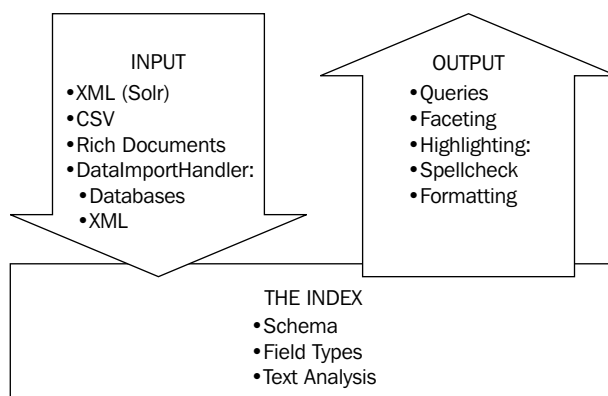 INPUT
•XML (Solr)
•CSV
•Rich Documents
•DataImportHandler:
•Databases
•XML
OUTPUT
•Queries
•Faceting
•Highlighting:
•Spellcheck
•Formatting
THE INDEX
•Schema
•Field Types
•Text Analysis